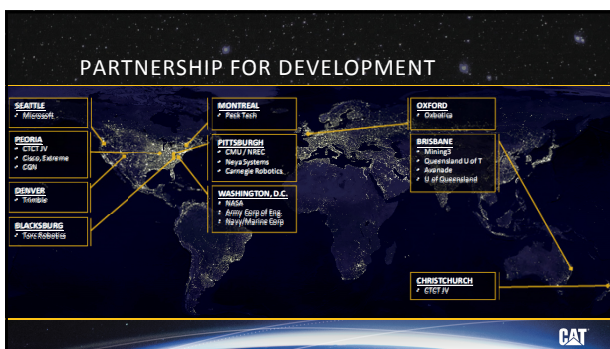 PARTNERSHIP FOR DEVELOPMENT
SEATTLE
• Microsoft
PEORIA
• CTCT JV
• Cisco, Extreme
• CGN
DENVER
• Trimble
BLACKSBURG
• Torc Robotics
MONTREAL
• Peck Tech
PITTSBURGH
• CMU / NREC
• Neya Systems
• Carnegie Robotics
WASHINGTON, D.C.
• NASA
• Army Corp of Eng.
• Navy/Marine Corp
OXFORD
• Oxbotica
BRISBANE
• Mining3
• Queensland U of T
• Avanade
• U of Queensland
CHRISTCHURCH
• CTCT JV
CAT